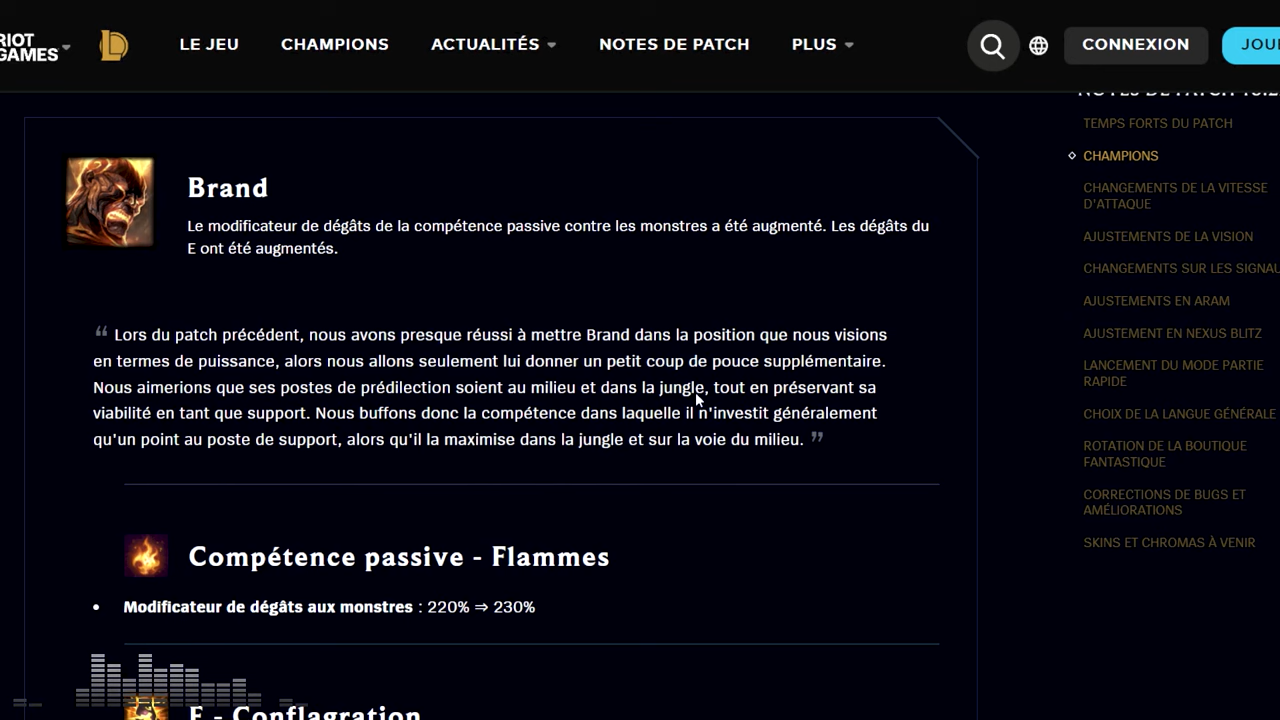 RIOT
GAMES
LE JEU
CHAMPIONS
ACTUALITÉS
NOTES DE PATCH
PLUS
CONNEXION
JOU
Brand
Le modificateur de dégâts de la compétence passive contre les monstres a été augmenté. Les dégâts du
E ont été augmentés.
“ Lors du patch précédent, nous avons presque réussi à mettre Brand dans la position que nous visions
en termes de puissance, alors nous allons seulement lui donner un petit coup de pouce supplémentaire.
Nous aimerions que ses postes de prédilection soient au milieu et dans la jungle, tout en préservant sa
viabilité en tant que support. Nous buffons donc la compétence dans laquelle il n'investit généralement
qu'un point au poste de support, alors qu'il la maximise dans la jungle et sur la voie du milieu. ”
Compétence passive - Flammes
• Modificateur de dégâts aux monstres : 220% ⇒ 230%
E - Conflagration
NOTES DE PATCH
TEMPS FORTS DU PATCH
CHAMPIONS
CHANGEMENTS DE LA VITESSE
D'ATTAQUE
AJUSTEMENTS DE LA VISION
CHANGEMENTS SUR LES SIGNAU
AJUSTEMENTS EN ARAM
AJUSTEMENT EN NEXUS BLITZ
LANCEMENT DU MODE PARTIE
RAPIDE
CHOIX DE LA LANGUE GÉNÉRALE
ROTATION DE LA BOUTIQUE
FANTASTIQUE
CORRECTIONS DE BUGS ET
AMÉLIORATIONS
SKINS ET CHROMAS À VENIR